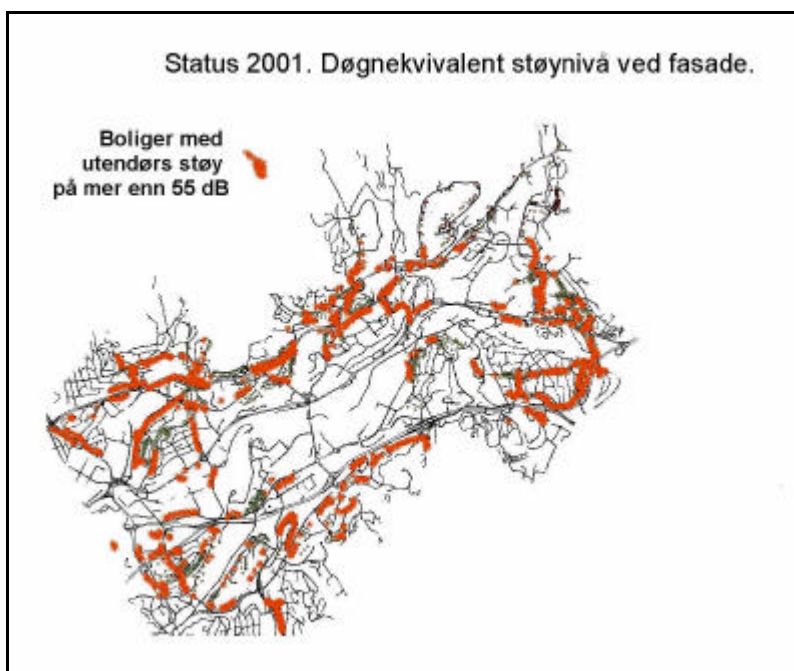 Status 2001. Døgnekvivalent støynivå ved fasade.
Boliger med
utendørs støy
på mer enn 55 dB